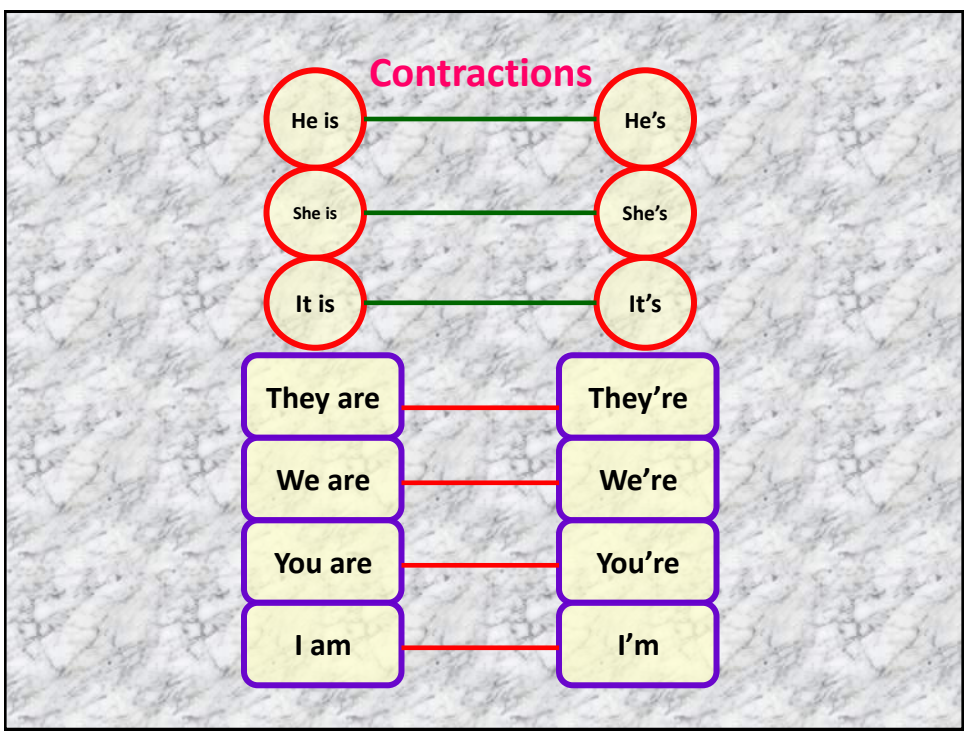 Contractions
He is He’s
She is She’s
It is It’s
They are They’re
We are We’re
You are You’re
I am I’m